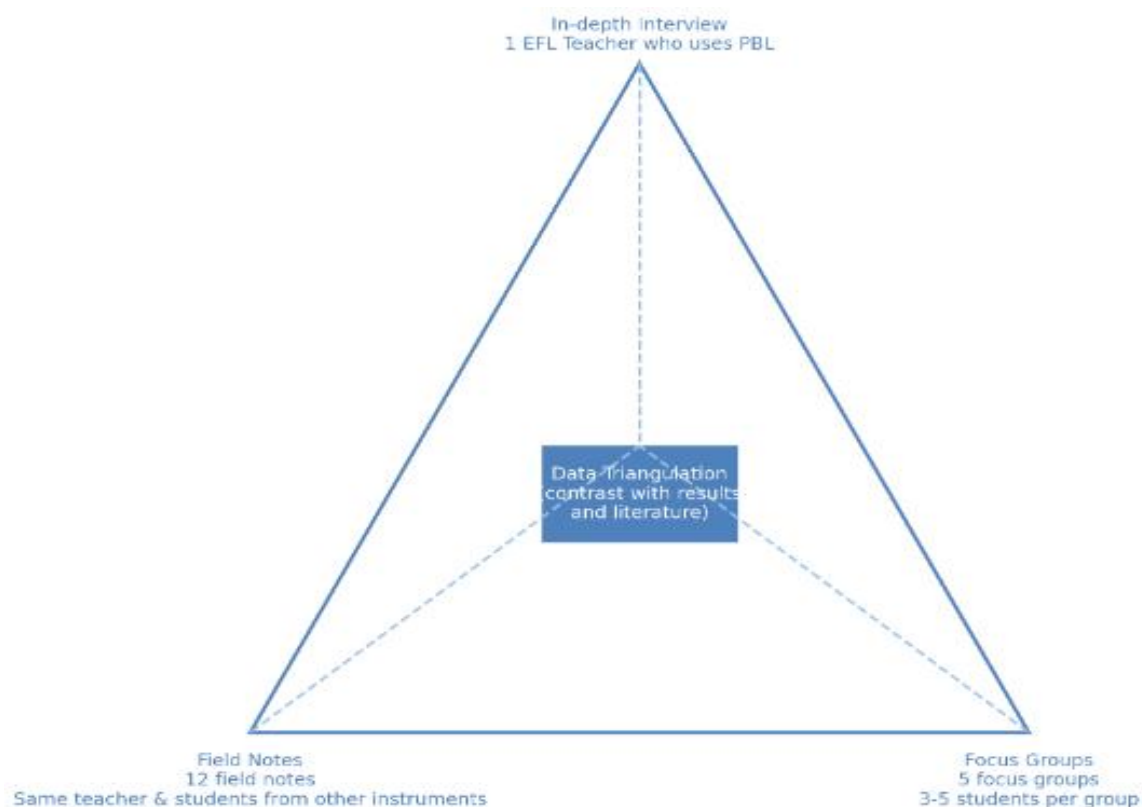 In-depth Interview
1 EFL Teacher who uses PBL
Data Triangulation
(contrast with results
and literature)
Field Notes
12 field notes
Same teacher & students from other instruments
Focus Groups
5 focus groups
3-5 students per group